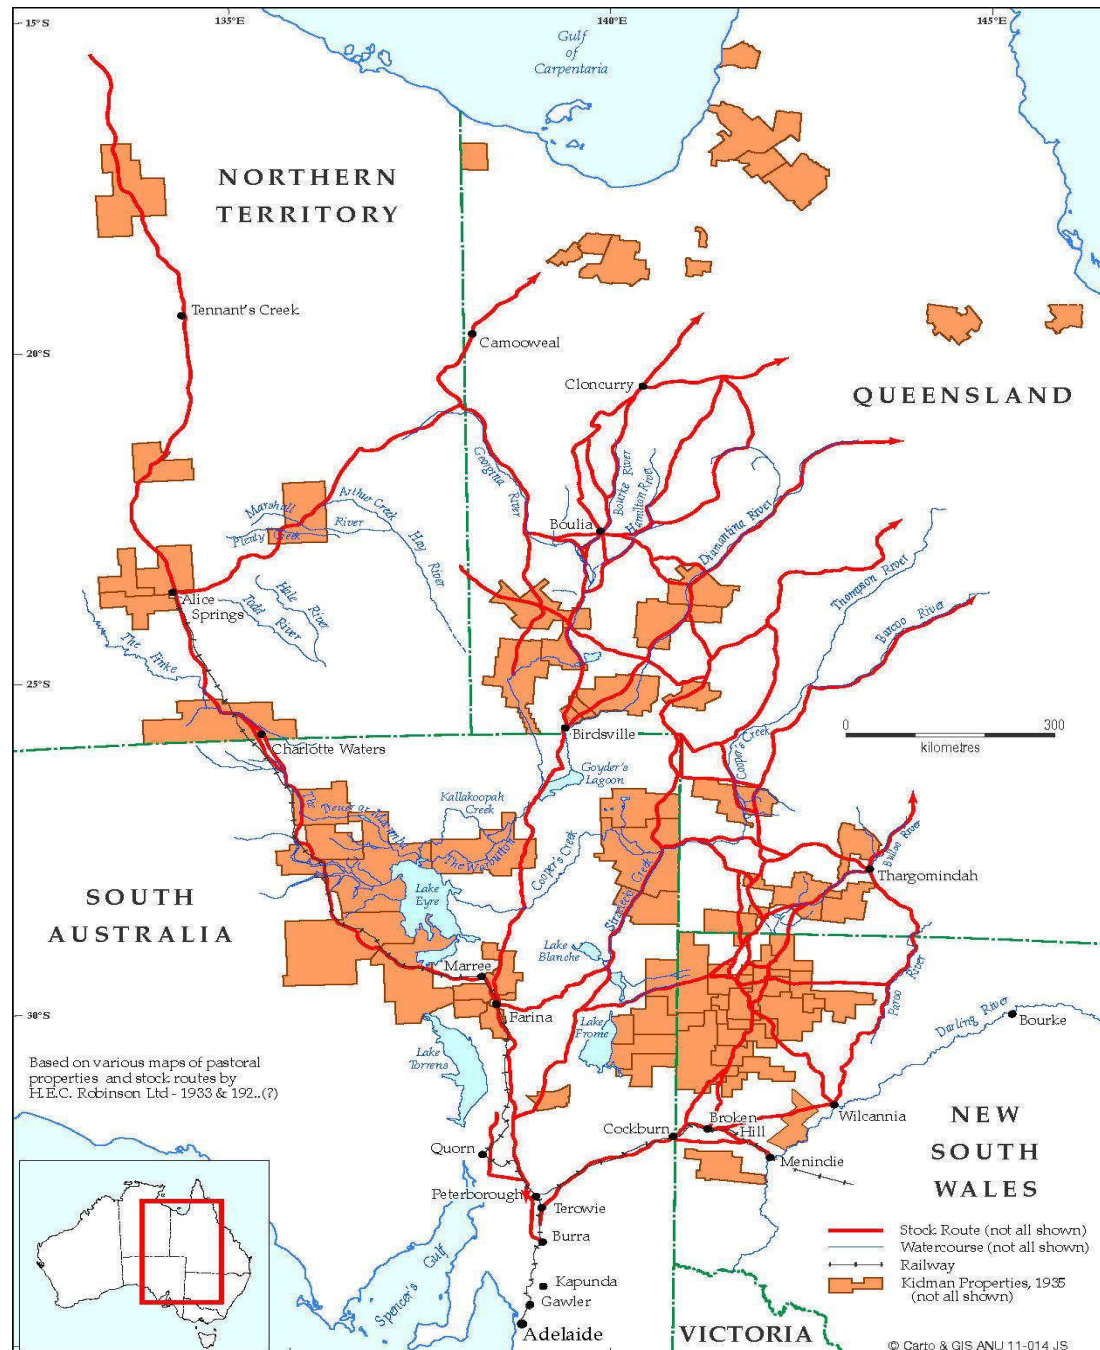 15°S
135°E
140°E
145°E
Gulf
of
Carpentaria
NORTHERN
TERRITORY
Tennant's Creek
Camooweal
20°S
Cloncurry
QUEENSLAND
Georgina
River
Bourke River
Hamilton River
Diamantina River
Marshall
River
Arthur Creek
Plenty Creek
Hay
River
Boulia
Thompson River
Barcoo River
Alice
Springs
Hale
River
Todd
River
The Finke
25°S
Birdsville
0
300
kilometres
Charlotte Waters
Goyder's
Lagoon
Cooper's Creek
Kallakoopah
Creek
The
The Warburton
Cooper's Creek
Strzelecki Creek
Bulloo River
Thargomindah
SOUTH
AUSTRALIA
Lake
Eyre
Lake
Blanche
Marree
Farina
Paroo River
Darling River
Bourke
30°S
Lake
Frome
Lake
Torrens
Based on various maps of pastoral
properties and stock routes by
H.E.C. Robinson Ltd - 1933 & 192..(?)
Cockburn
Broken
Hill
Wilcannia
Menindie
NEW
SOUTH
WALES
Quorn
Peterborough
Terowie
Burra
Spencer's Gulf
Kapunda
Gawler
Adelaide
VICTORIA
Stock Route (not all shown)
Watercourse (not all shown)
Railway
Kidman Properties, 1935
(not all shown)
© Carto & GIS ANU 11-014 JS